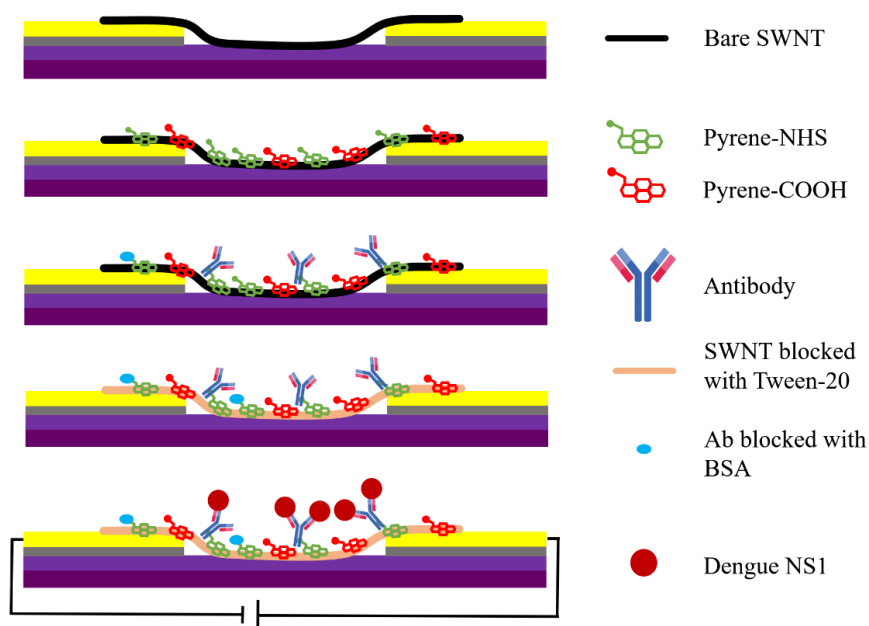 Bare SWNT
Pyrene-NHS
Pyrene-COOH
Antibody
SWNT blocked
with Tween-20
Ab blocked with
BSA
Dengue NS1